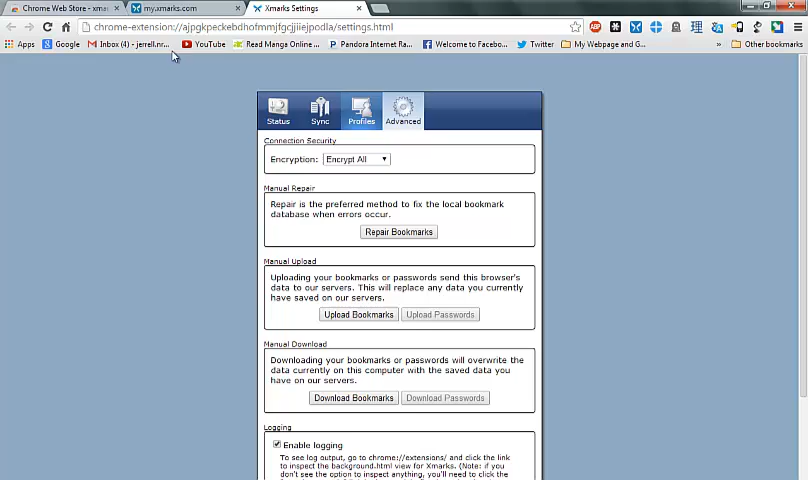 Chrome Web Store - xmar
my.xmarks.com
Xmarks Settings
chrome-extension://ajpgkpeckebdhofmmjfgcjjiiejpodla/settings.html
Apps Google Inbox (4) - jerrell.nr... YouTube Read Manga Online ... Pandora Internet Ra... Welcome to Facebo... Twitter My Webpage and G... » Other bookmarks
Status Sync Profiles Advanced
Connection Security
Encryption: Encrypt All
Manual Repair
Repair is the preferred method to fix the local bookmark
database when errors occur.
Repair Bookmarks
Manual Upload
Uploading your bookmarks or passwords send this browser's
data to our servers. This will replace any data you currently
have saved on our servers.
Upload Bookmarks Upload Passwords
Manual Download
Downloading your bookmarks or passwords will overwrite the
data currently on this computer with the saved data you
have on our servers.
Download Bookmarks Download Passwords
Logging
Enable logging
To see log output, go to chrome://extensions/ and click the link
to inspect the background.html view for Xmarks. (Note: if you
don't see the option to inspect anything, you'll need to click the